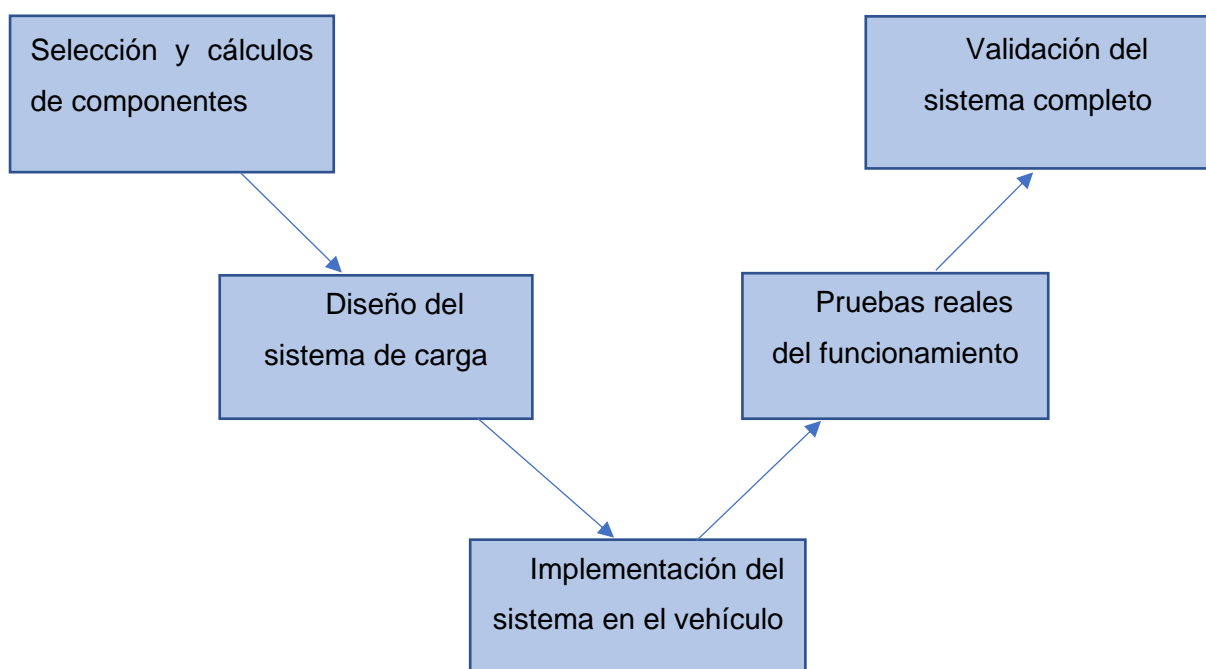 Selección y cálculos
de componentes
Diseño del
sistema de carga
Implementación del
sistema en el vehículo
Pruebas reales
del funcionamiento
Validación del
sistema completo